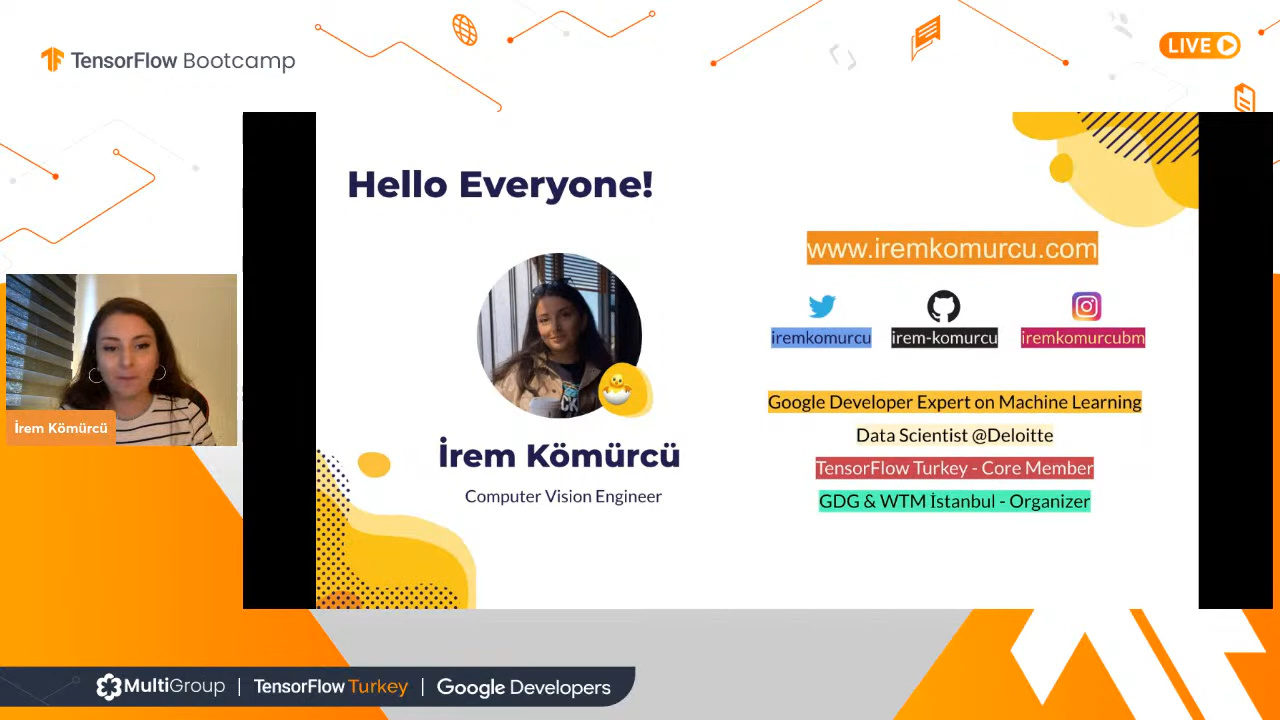 TensorFlow Bootcamp
LIVE
Hello Everyone!
www.iremkomurcu.com
iremkomurcu
irem-komurcu
iremkomurcubm
Google Developer Expert on Machine Learning
Data Scientist @Deloitte
TensorFlow Turkey - Core Member
GDG & WTM İstanbul - Organizer
CK
İrem Kömürcü
Computer Vision Engineer
İrem Kömürcü
MultiGroup | TensorFlow Turkey | Google Developers